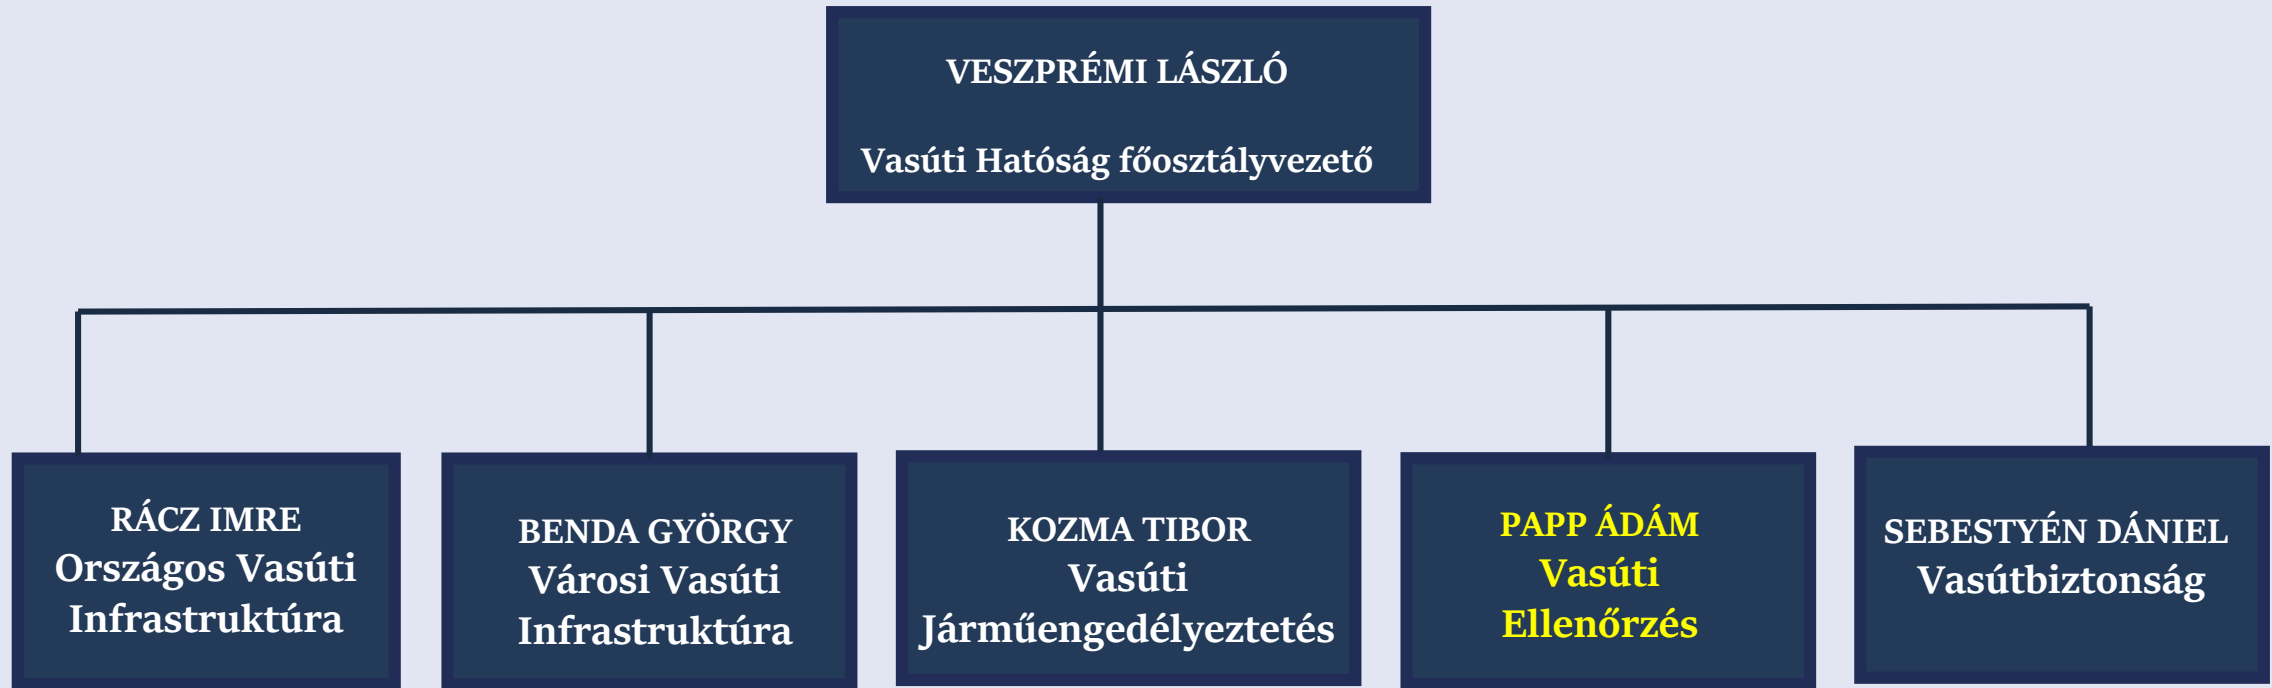 VESZPRÉMI LÁSZLÓ
Vasúti Hatóság főosztályvezető
RÁCZ IMRE
Országos Vasúti
Infrastruktúra
BENDA GYÖRGY
Városi Vasúti
Infrastruktúra
KOZMA TIBOR
Vasúti
Járműengedélyeztetés
PAPP ÁDÁM
Vasúti
Ellenőrzés
SEBESTYÉN DÁNIEL
Vasútbiztonság